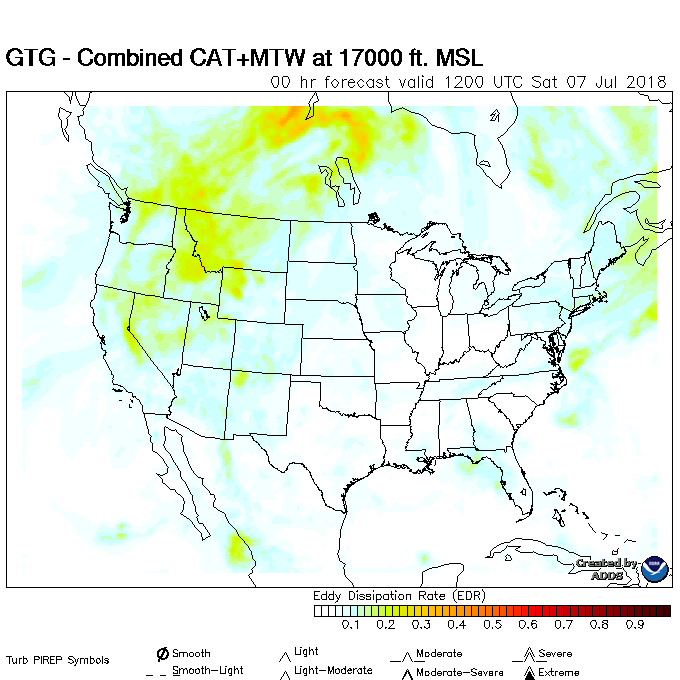 GTG - Combined CAT+MTW at 17000 ft. MSL
00 hr forecast valid 1200 UTC Sat 07 Jul 2018
Created by
ADDS
Eddy Dissipation Rate (EDR)
0.1 0.2 0.3 0.4 0.5 0.6 0.7 0.8 0.9
Turb PIREP Symbols
Smooth Light Moderate Severe
Smooth-Light Light-Moderate Moderate-Severe Extreme